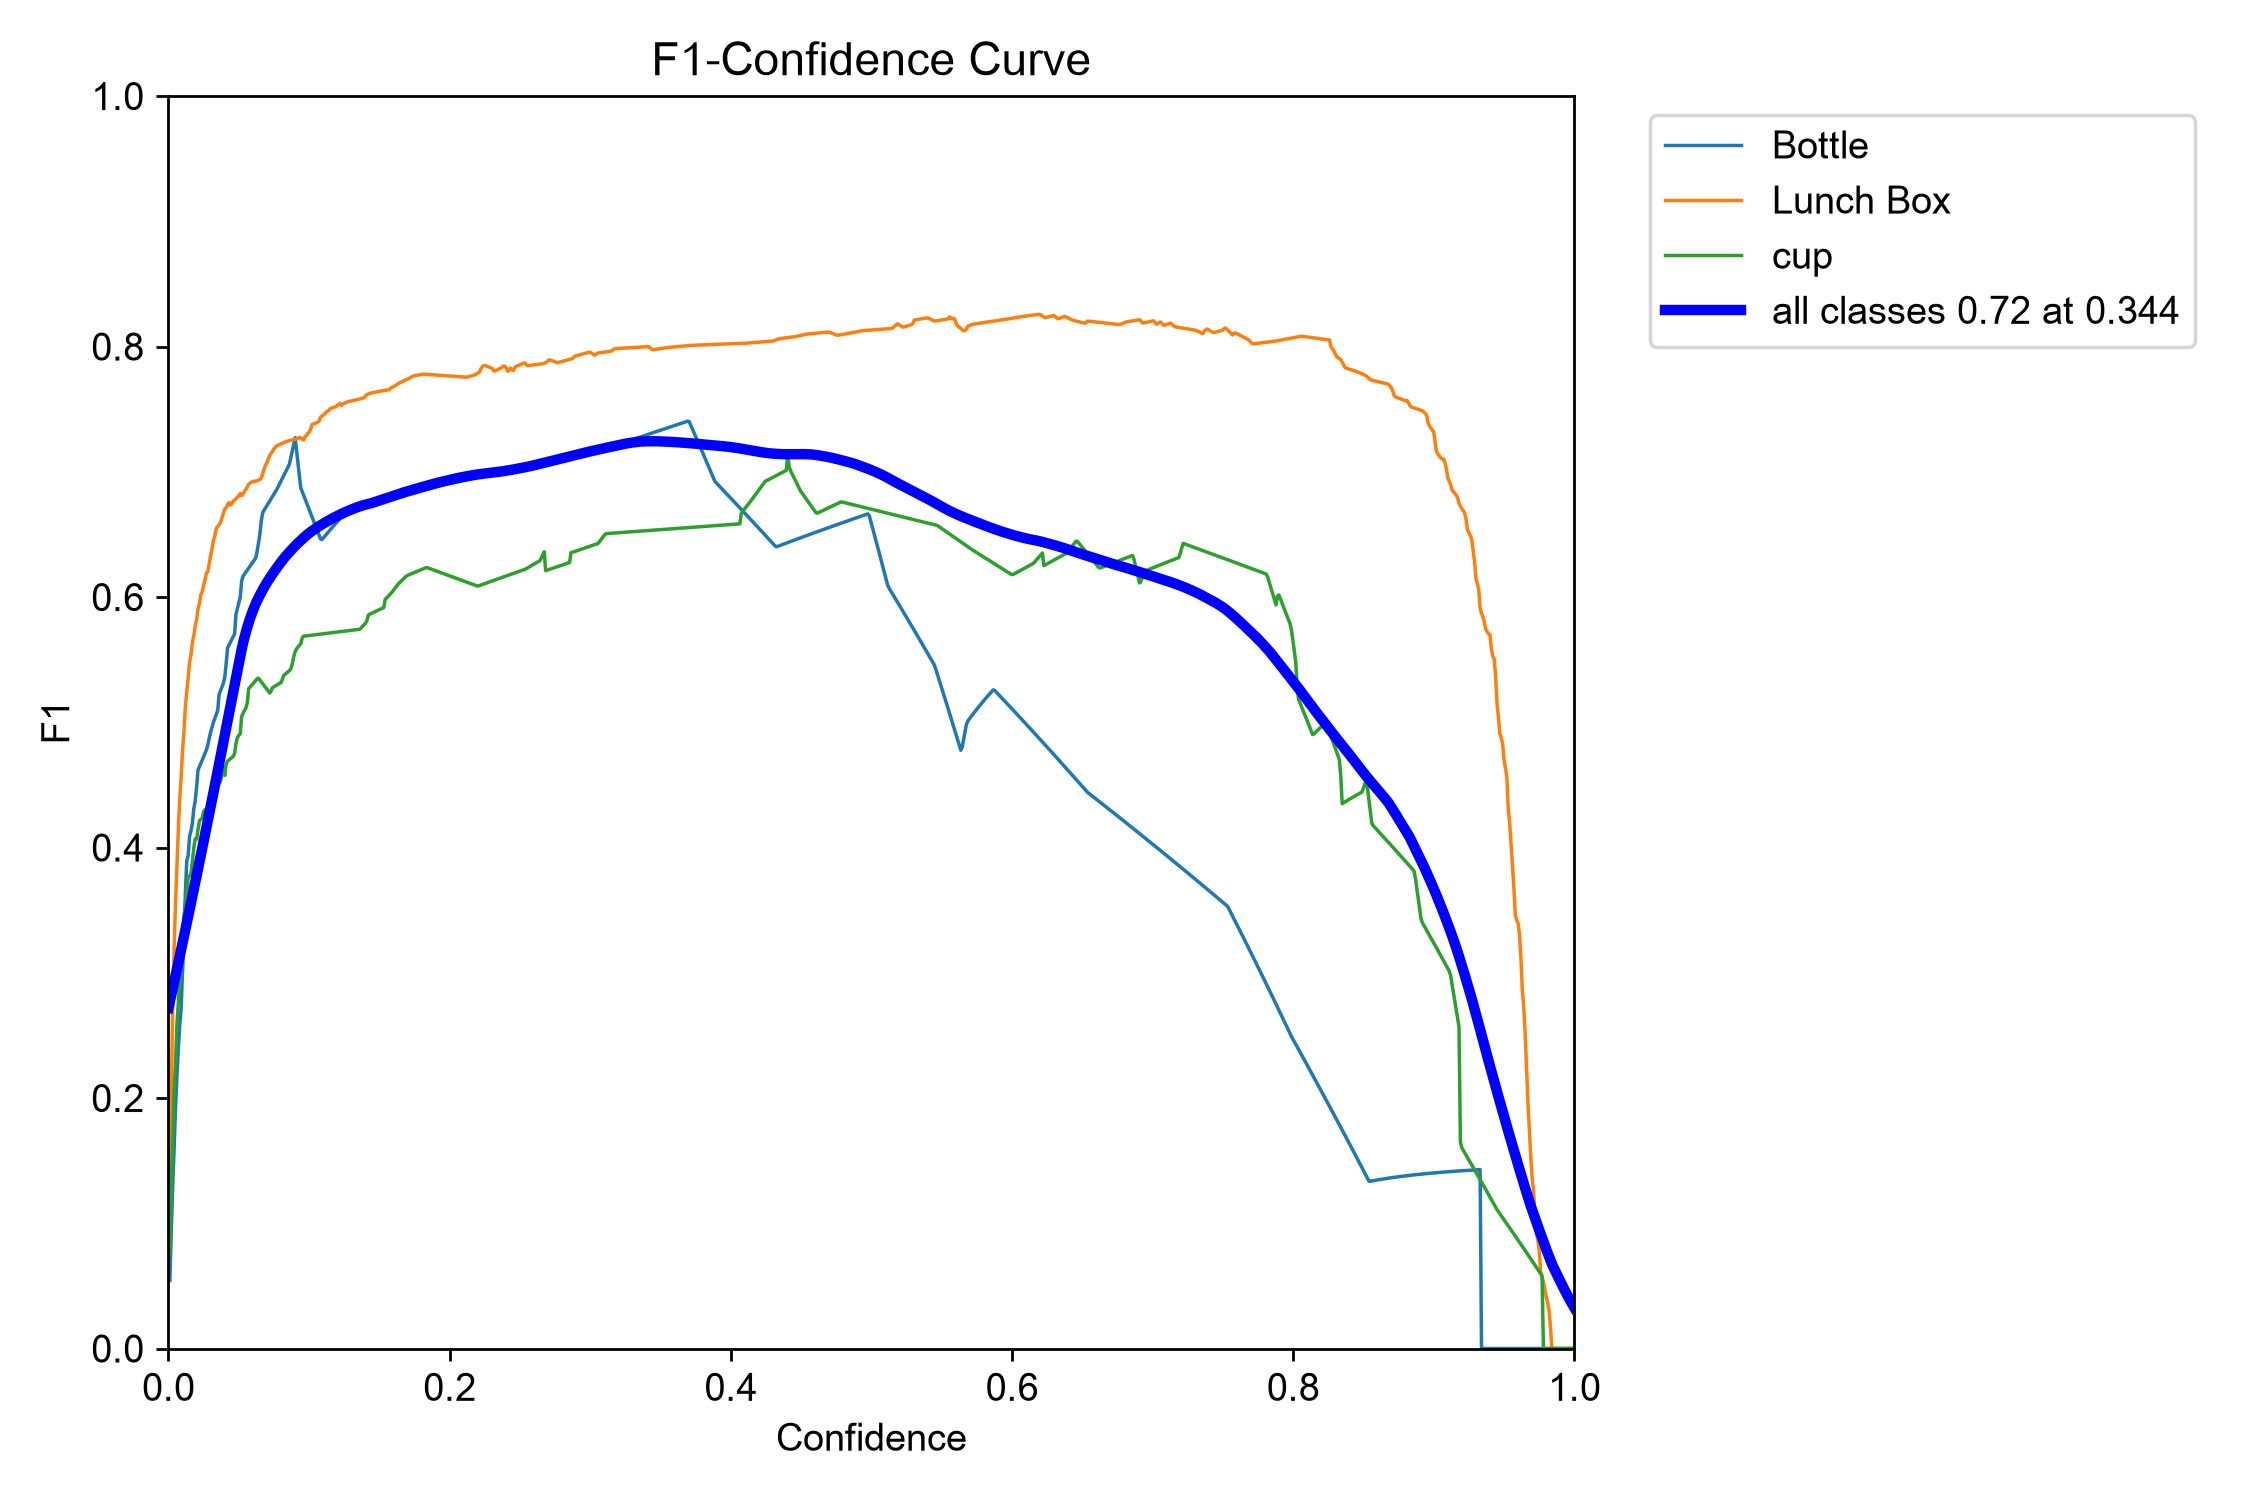 F1-Confidence Curve
1.0
0.8
0.6
0.4
0.2
0.0
F1
0.0 0.2 0.4 0.6 0.8 1.0
Confidence
Bottle
Lunch Box
cup
all classes 0.72 at 0.344